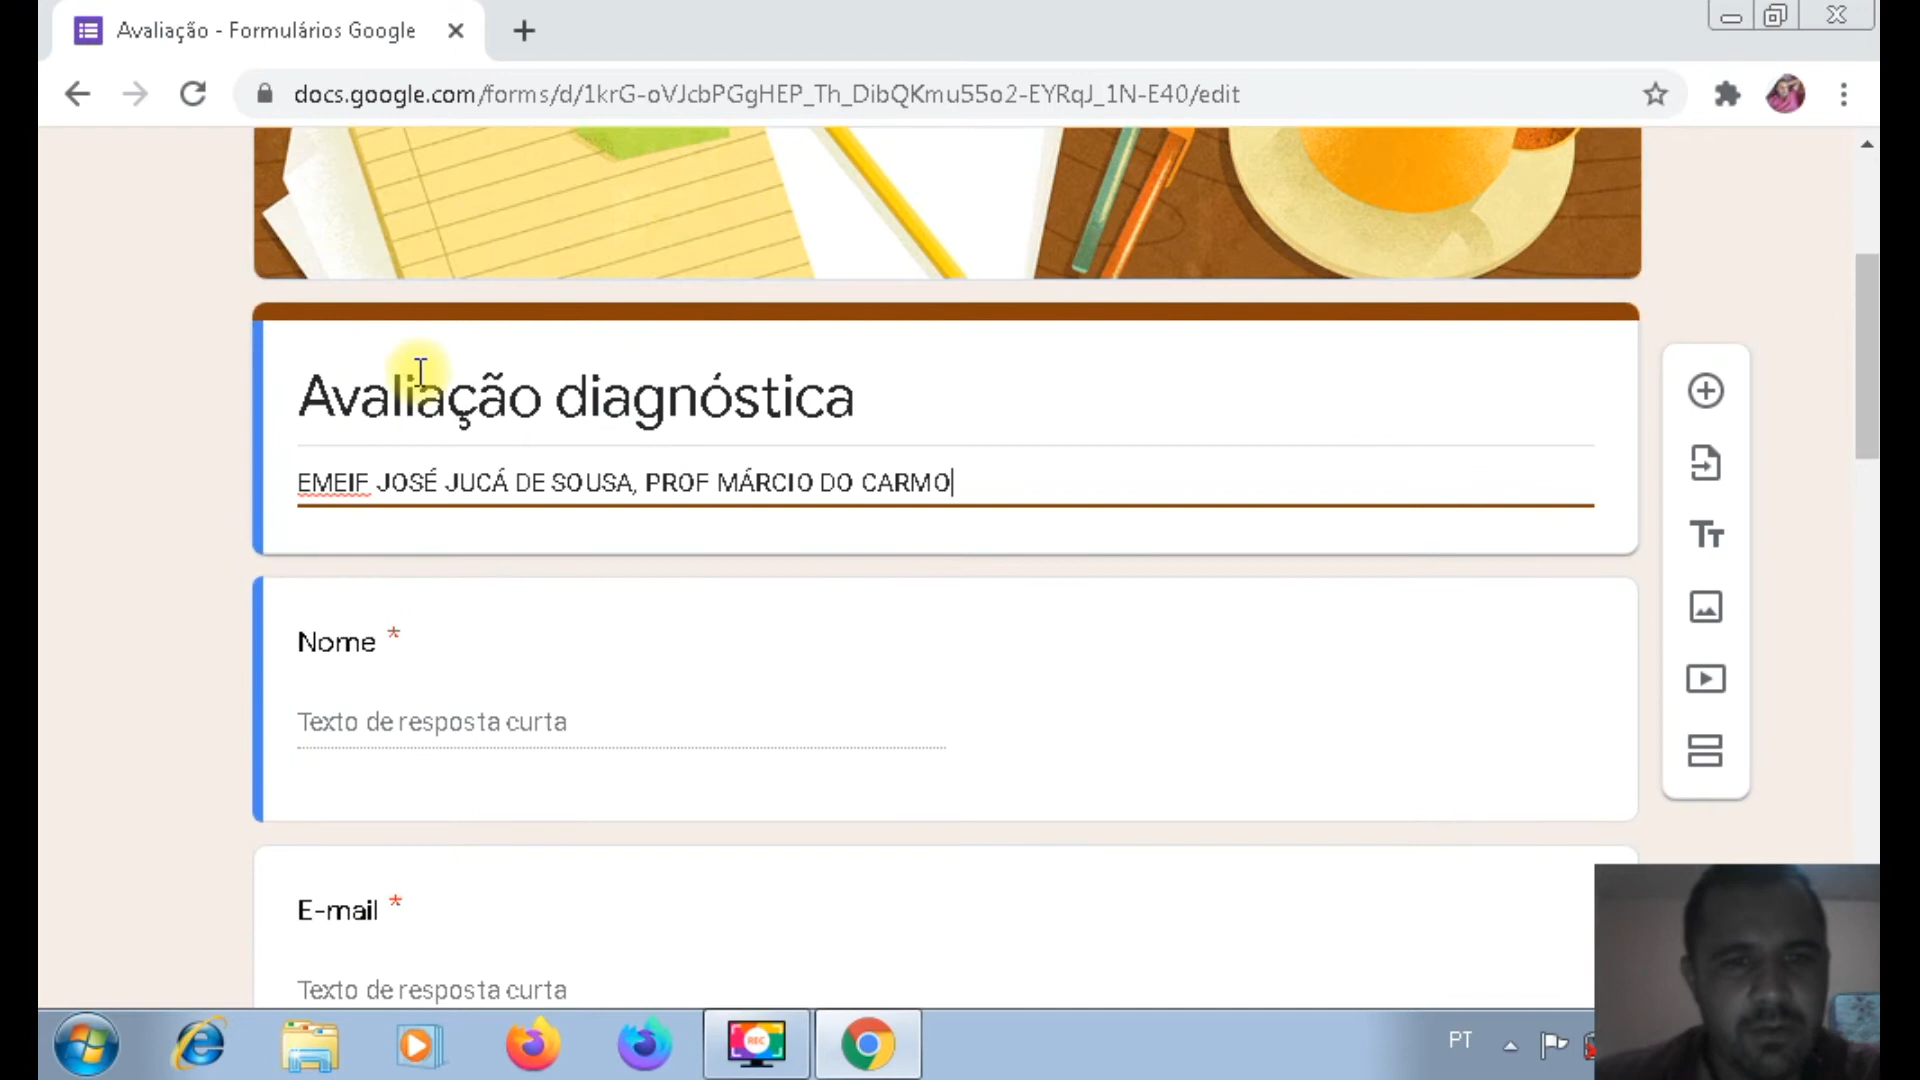 Avaliação - Formulários Google
docs.google.com/forms/d/1krG-oVJcbPGgHEP_Th_DibQKmu55o2-EYRqJ_1N-E40/edit
Avaliação diagnóstica
EMEIF JOSÉ JUCÁ DE SOUSA, PROF MÁRCIO DO CARMO
Nome *
Texto de resposta curta
E-mail *
Texto de resposta curta
REC
PT